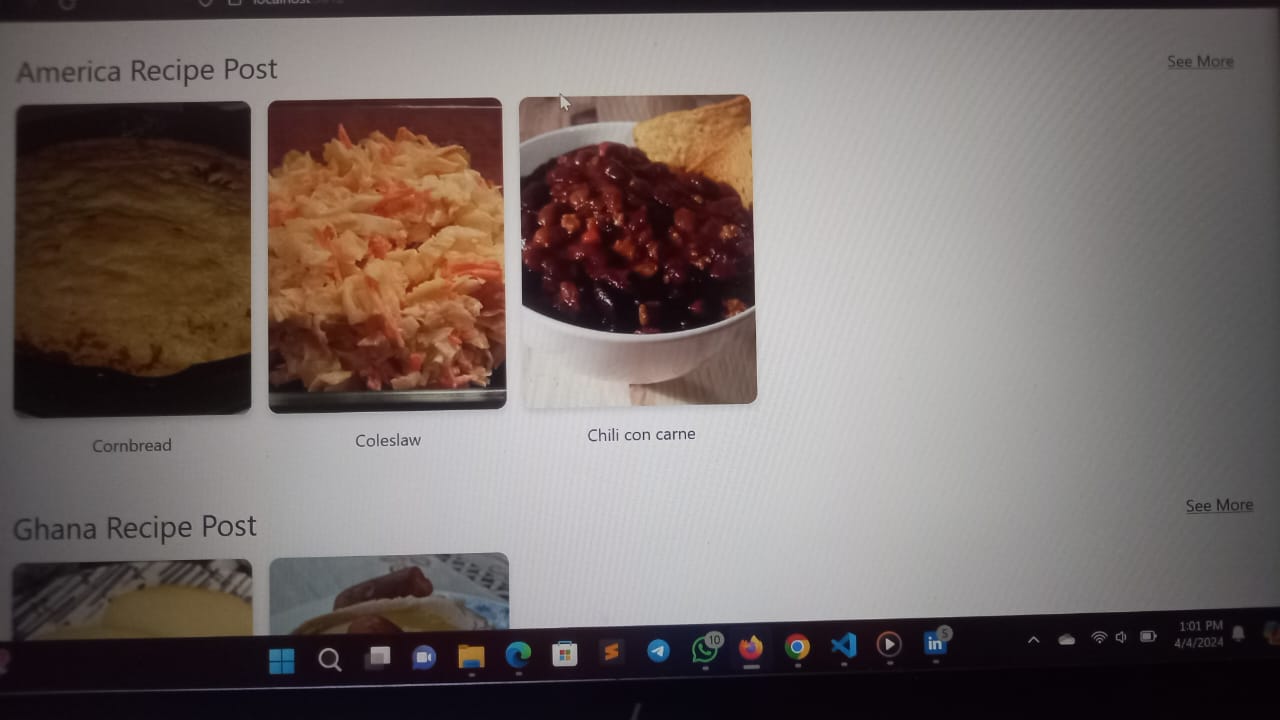 localhost
America Recipe Post
See More
Cornbread
Coleslaw
Chili con carne
Ghana Recipe Post
See More
10
in
5
1:01 PM
4/4/2024